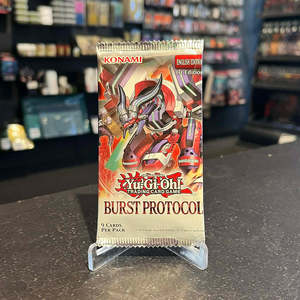 KONAMI
ENGLISH EDITION
1st Edition
Yu-Gi-Oh!
TRADING CARD GAME
BURST PROTOCOL
9 CARDS
PER PACK